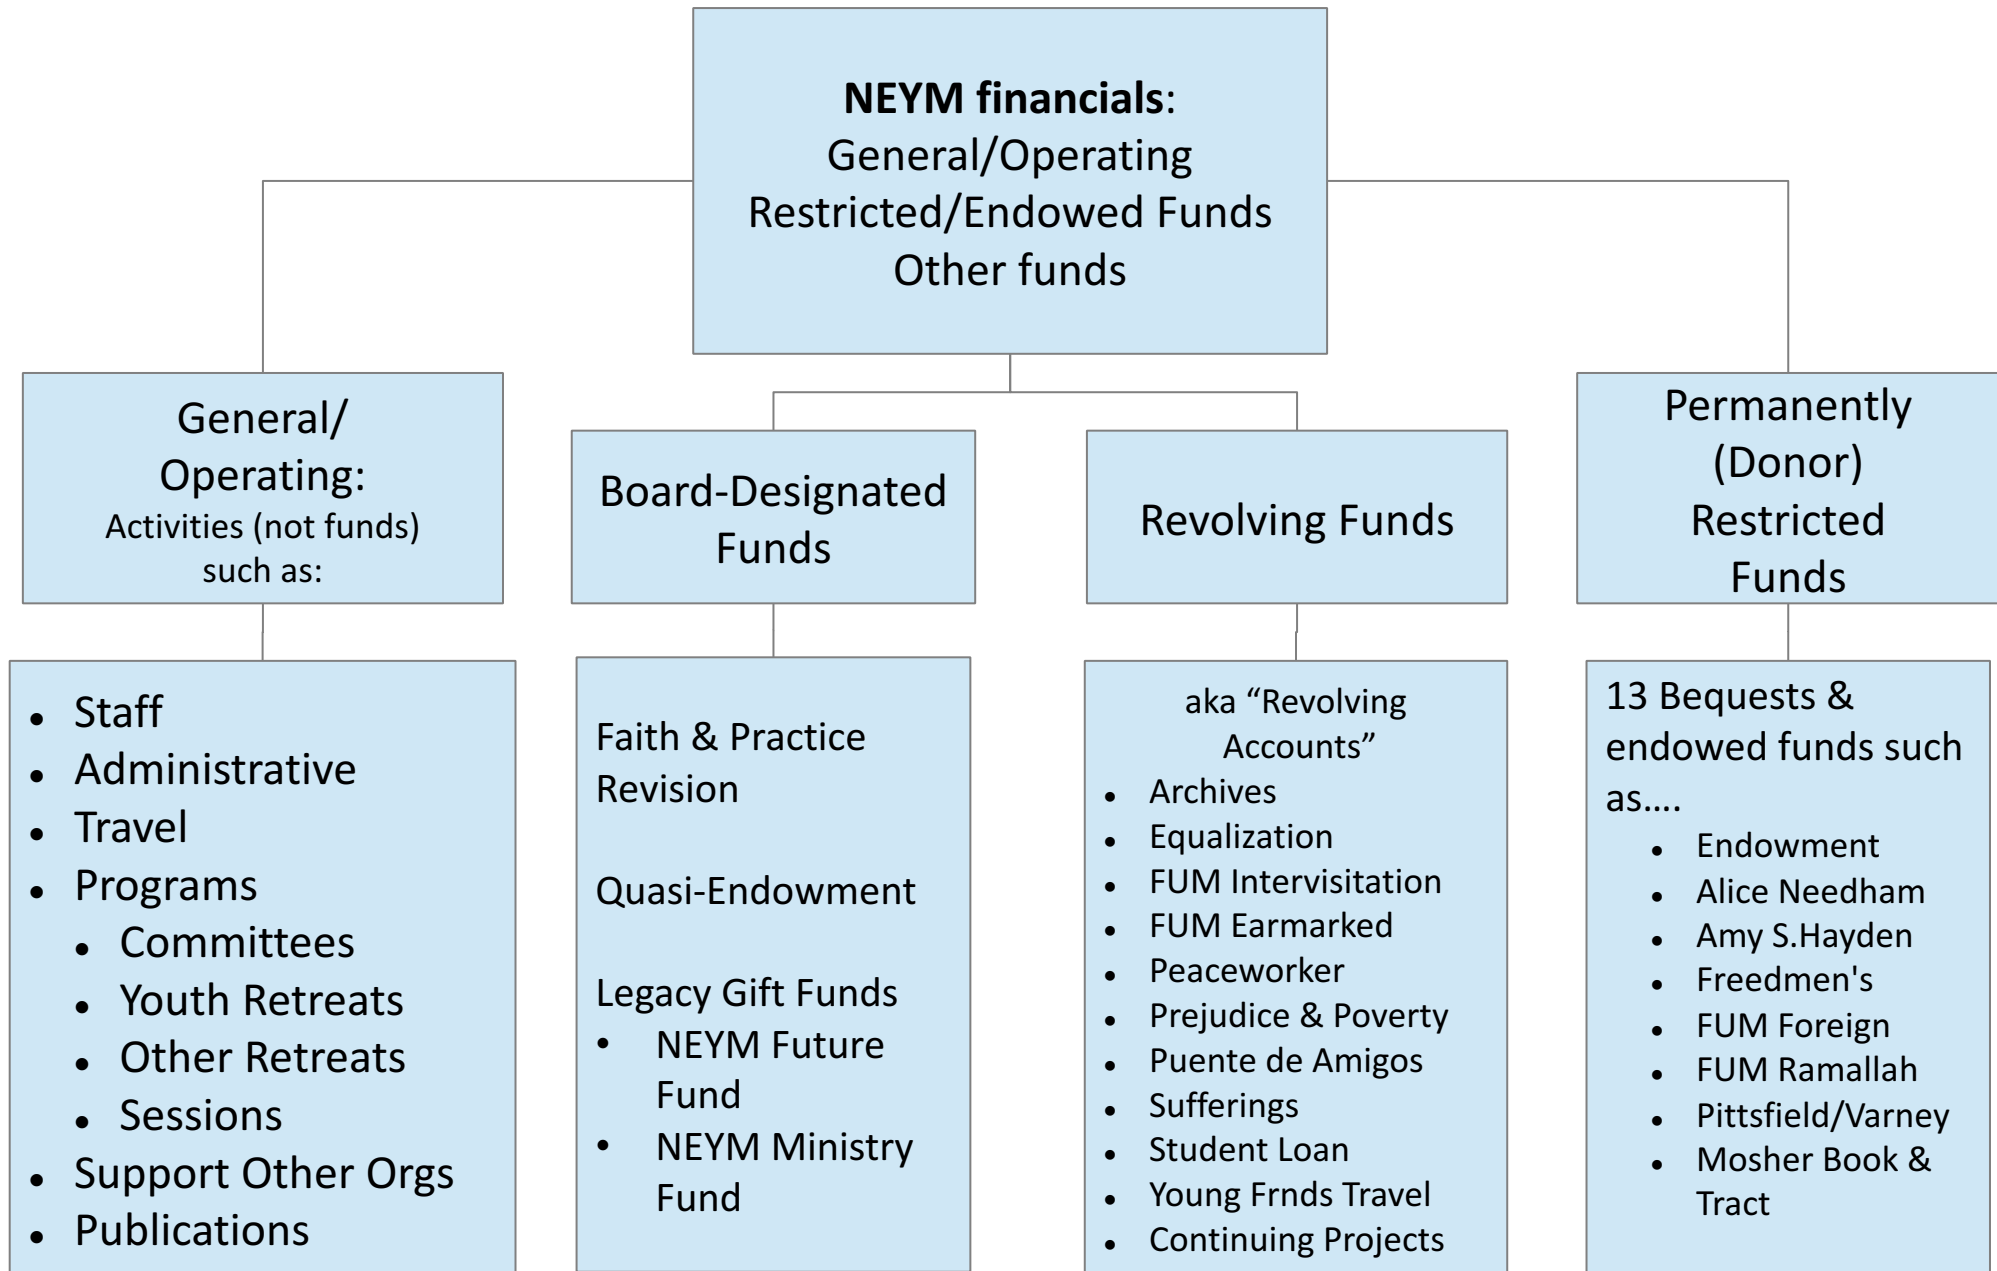 NEYM financials:
General/Operating
Restricted/Endowed Funds
Other funds
General/
Operating:
Activities (not funds)
such as:
Board-Designated
Funds
Revolving Funds
Permanently
(Donor)
Restricted
Funds
• Staff
• Administrative
• Travel
• Programs
• Committees
• Youth Retreats
• Other Retreats
• Sessions
• Support Other Orgs
• Publications
Faith & Practice
Revision
Quasi-Endowment
Legacy Gift Funds
• NEYM Future
Fund
• NEYM Ministry
Fund
aka “Revolving
Accounts”
• Archives
• Equalization
• FUM Intervisitation
• FUM Earmarked
• Peaceworker
• Prejudice & Poverty
• Puente de Amigos
• Sufferings
• Student Loan
• Young Frnds Travel
• Continuing Projects
13 Bequests &
endowed funds such
as....
• Endowment
• Alice Needham
• Amy S.Hayden
• Freedmen's
• FUM Foreign
• FUM Ramallah
• Pittsfield/Varney
• Mosher Book &
Tract